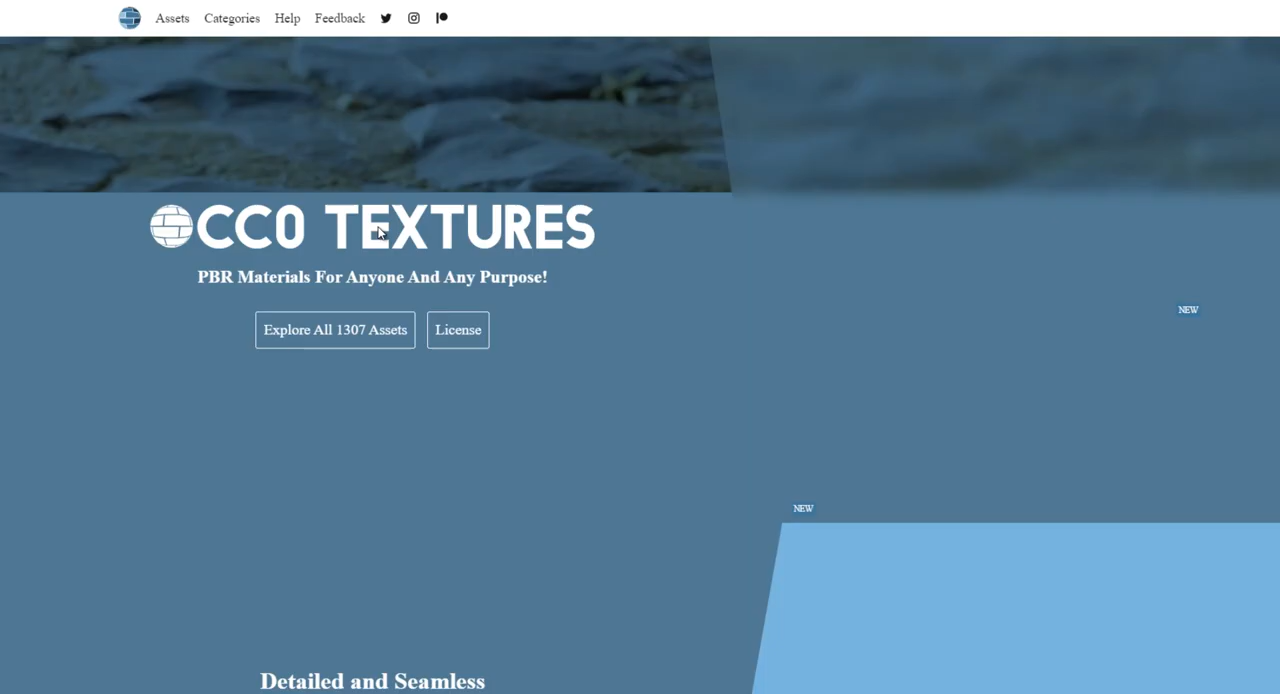 Assets Categories Help Feedback
CC0 TEXTURES
PBR Materials For Anyone And Any Purpose!
Explore All 1307 Assets License
NEW
NEW
Detailed and Seamless